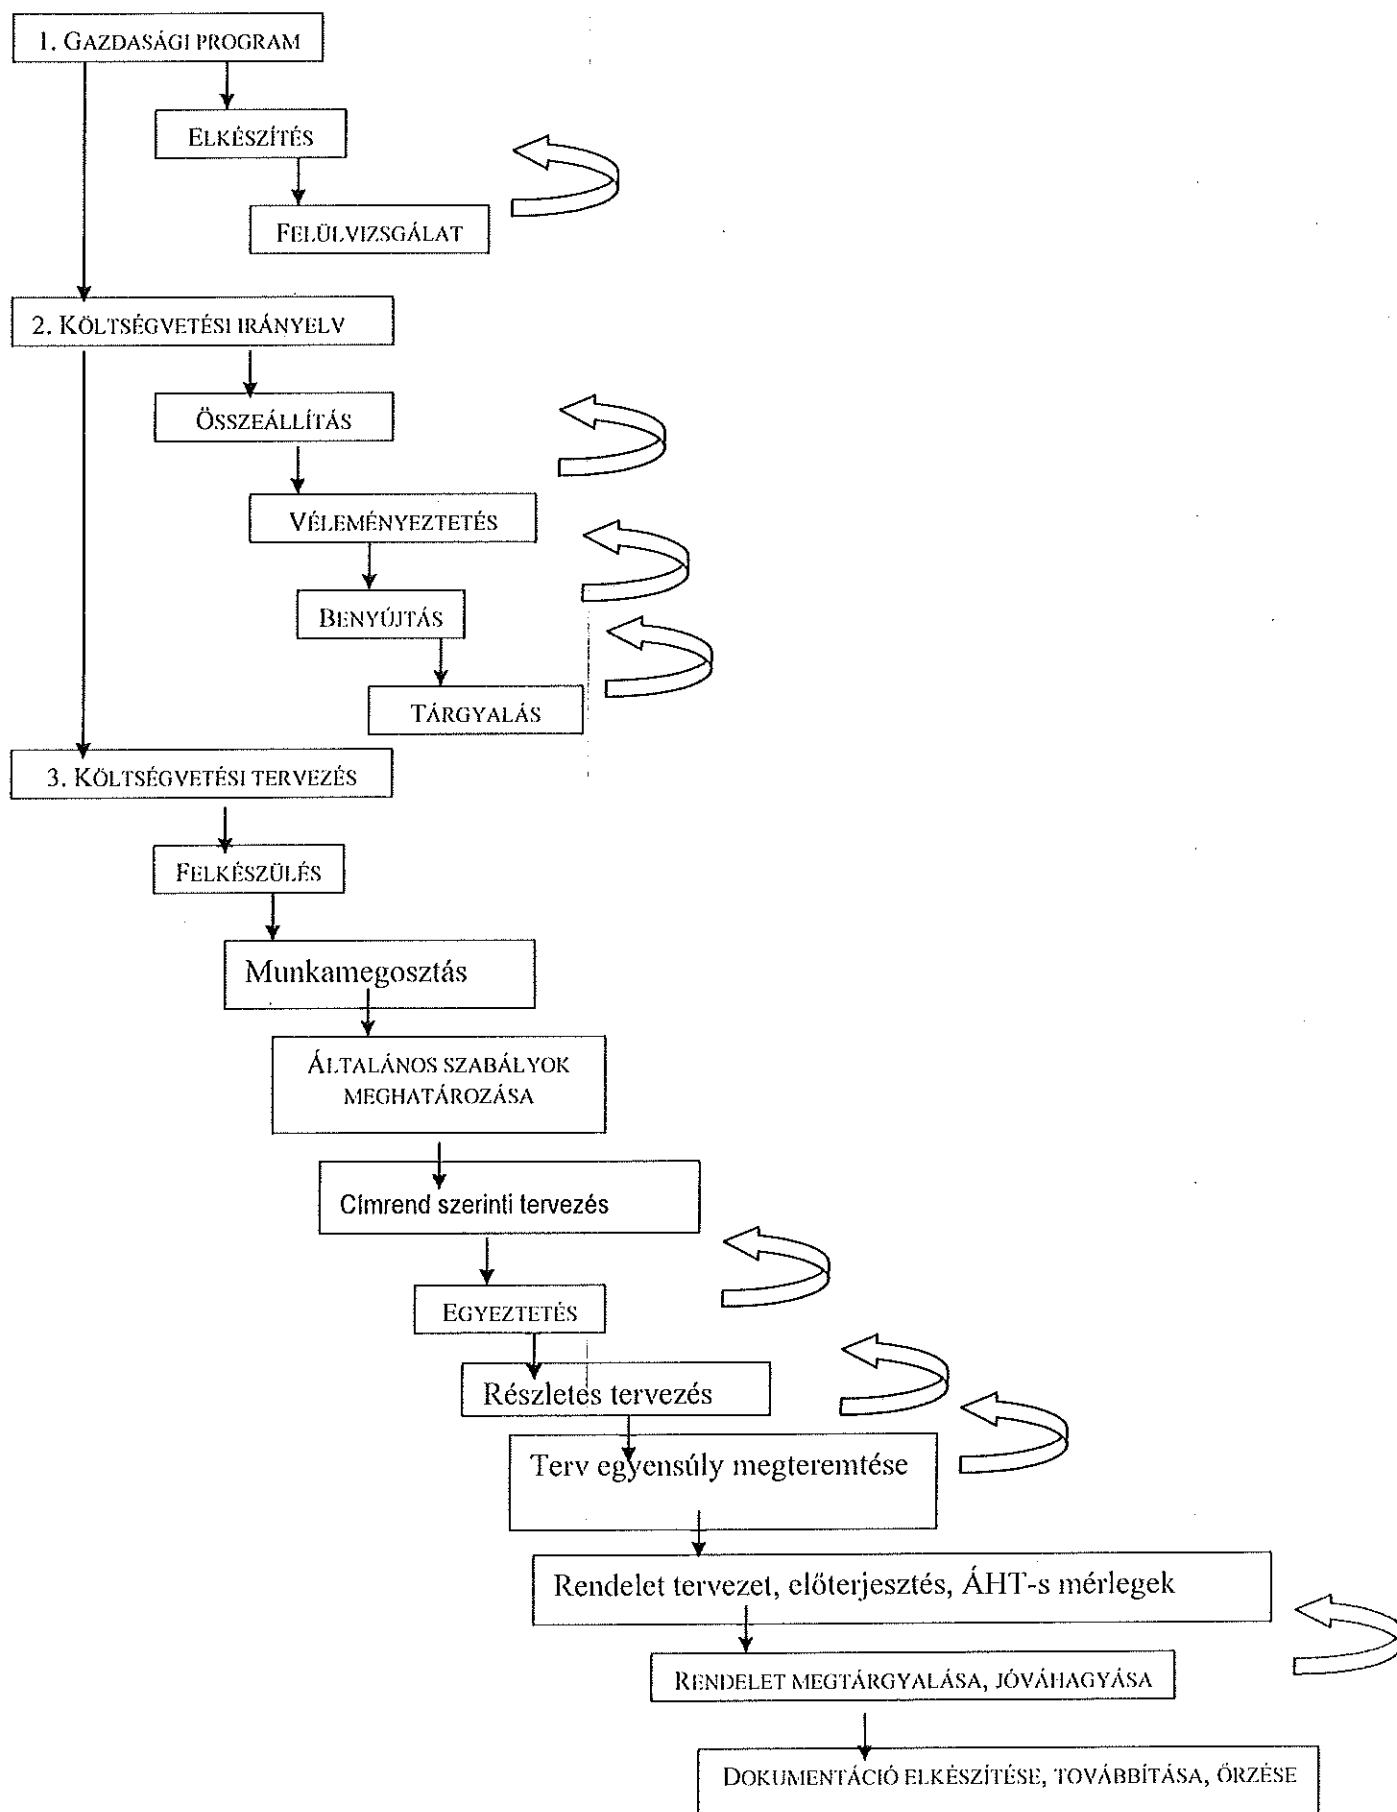 1. GAZDASÁGI PROGRAM
ELKÉSZÍTÉS
FELÜLVIZSGÁLAT
2. KÖLTSÉGVETÉSI IRÁNYELV
ÖSSZEÁLLÍTÁS
VÉLEMÉNYEZTETÉS
BENYÚJTÁS
TÁRGYALÁS
3. KÖLTSÉGVETÉSI TERVEZÉS
FELKÉSZÜLÉS
Munkamegosztás
ÁLTALÁNOS SZABÁLYOK
MEGHATÁROZÁSA
Címrend szerinti tervezés
EGYEZTETÉS
Részletes tervezés
Terv egyensúly megteremtése
Rendelet tervezet, előterjesztés, ÁHT-s mérlegek
RENDELET MEGTÁRGYALÁSA, JÓVÁHAGYÁSA
DOKUMENTÁCIÓ ELKÉSZÍTÉSE, TOVÁBBÍTÁSA, ŐRZÉSE